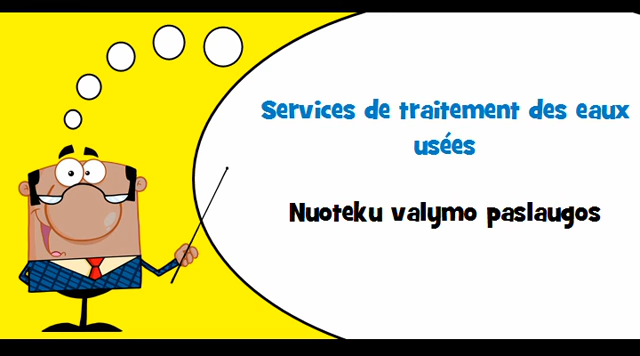 Services de traitement des eaux
usées
Nuoteku valymo paslaugos